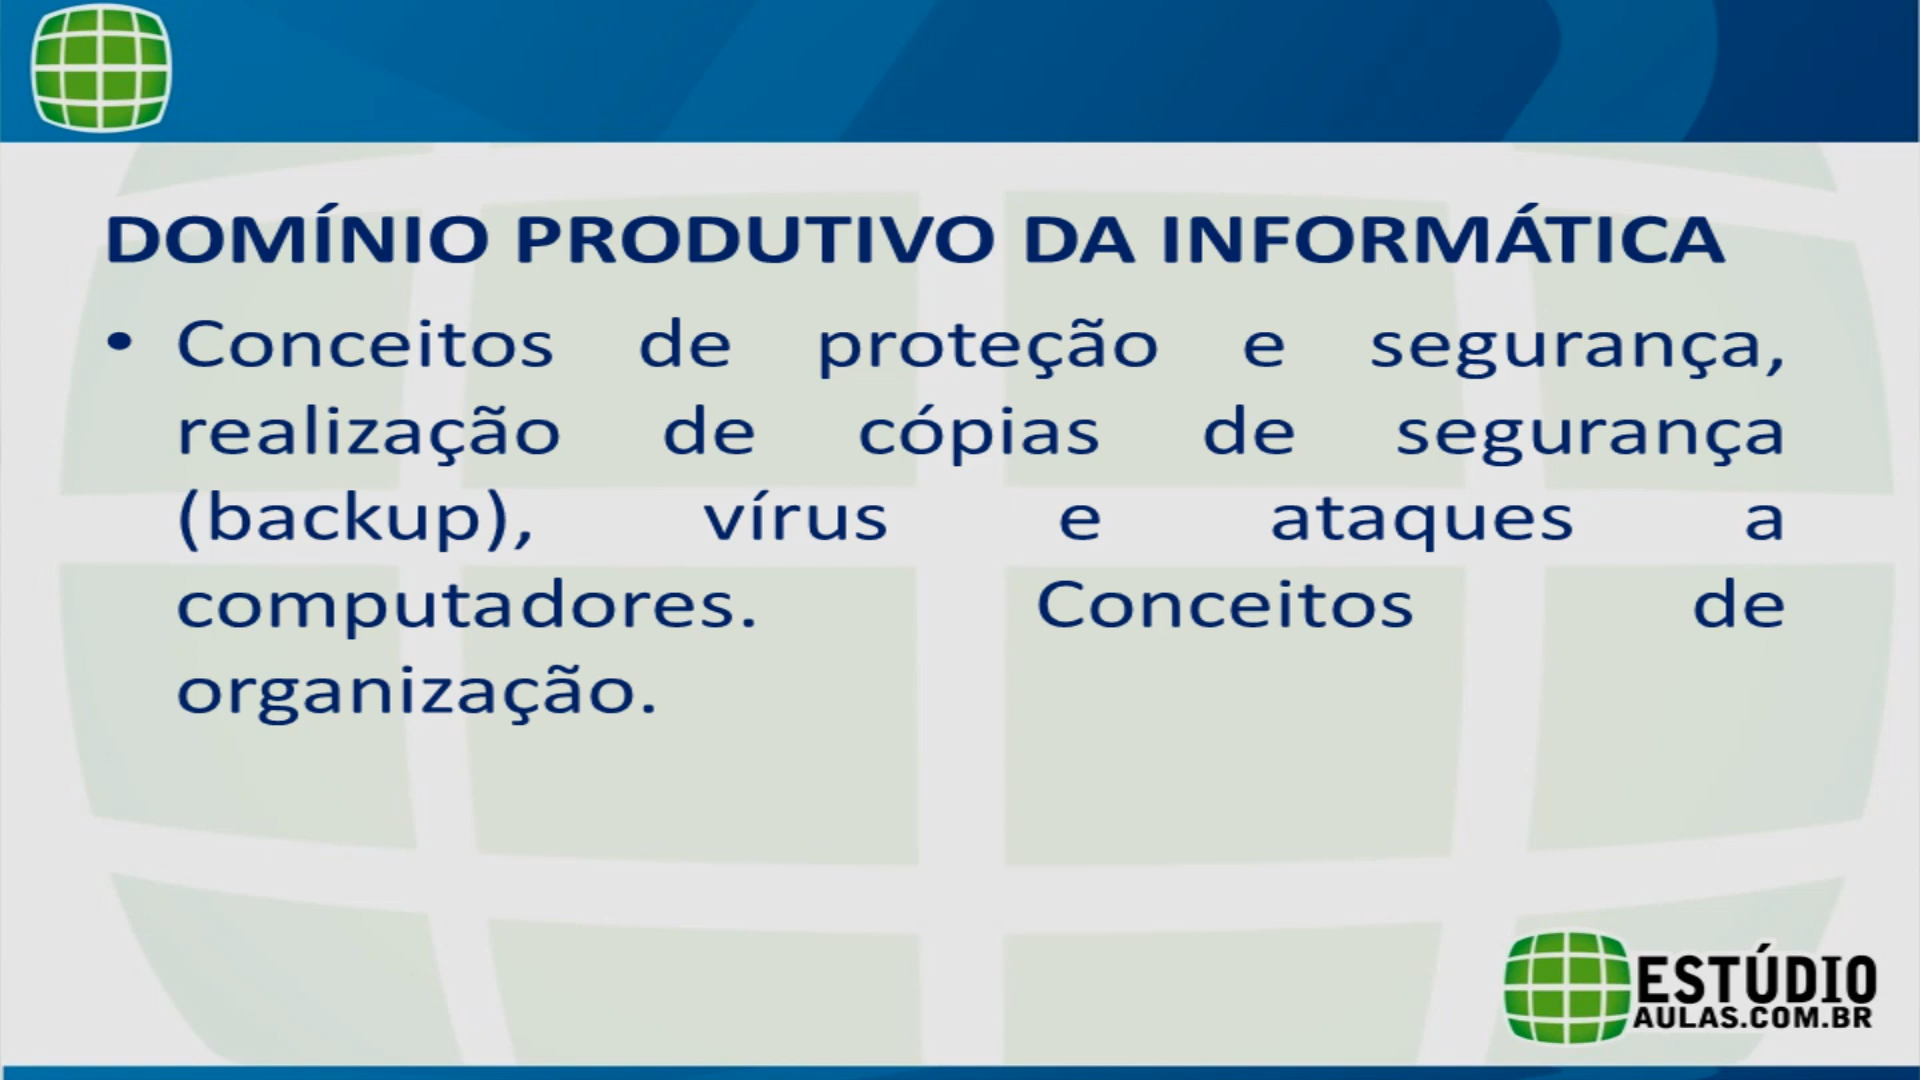 DOMÍNIO PRODUTIVO DA INFORMÁTICA
• Conceitos de proteção e segurança,
realização de cópias de segurança
(backup), vírus e ataques a
computadores. Conceitos de
organização.
ESTÚDIO
AULAS.COM.BR